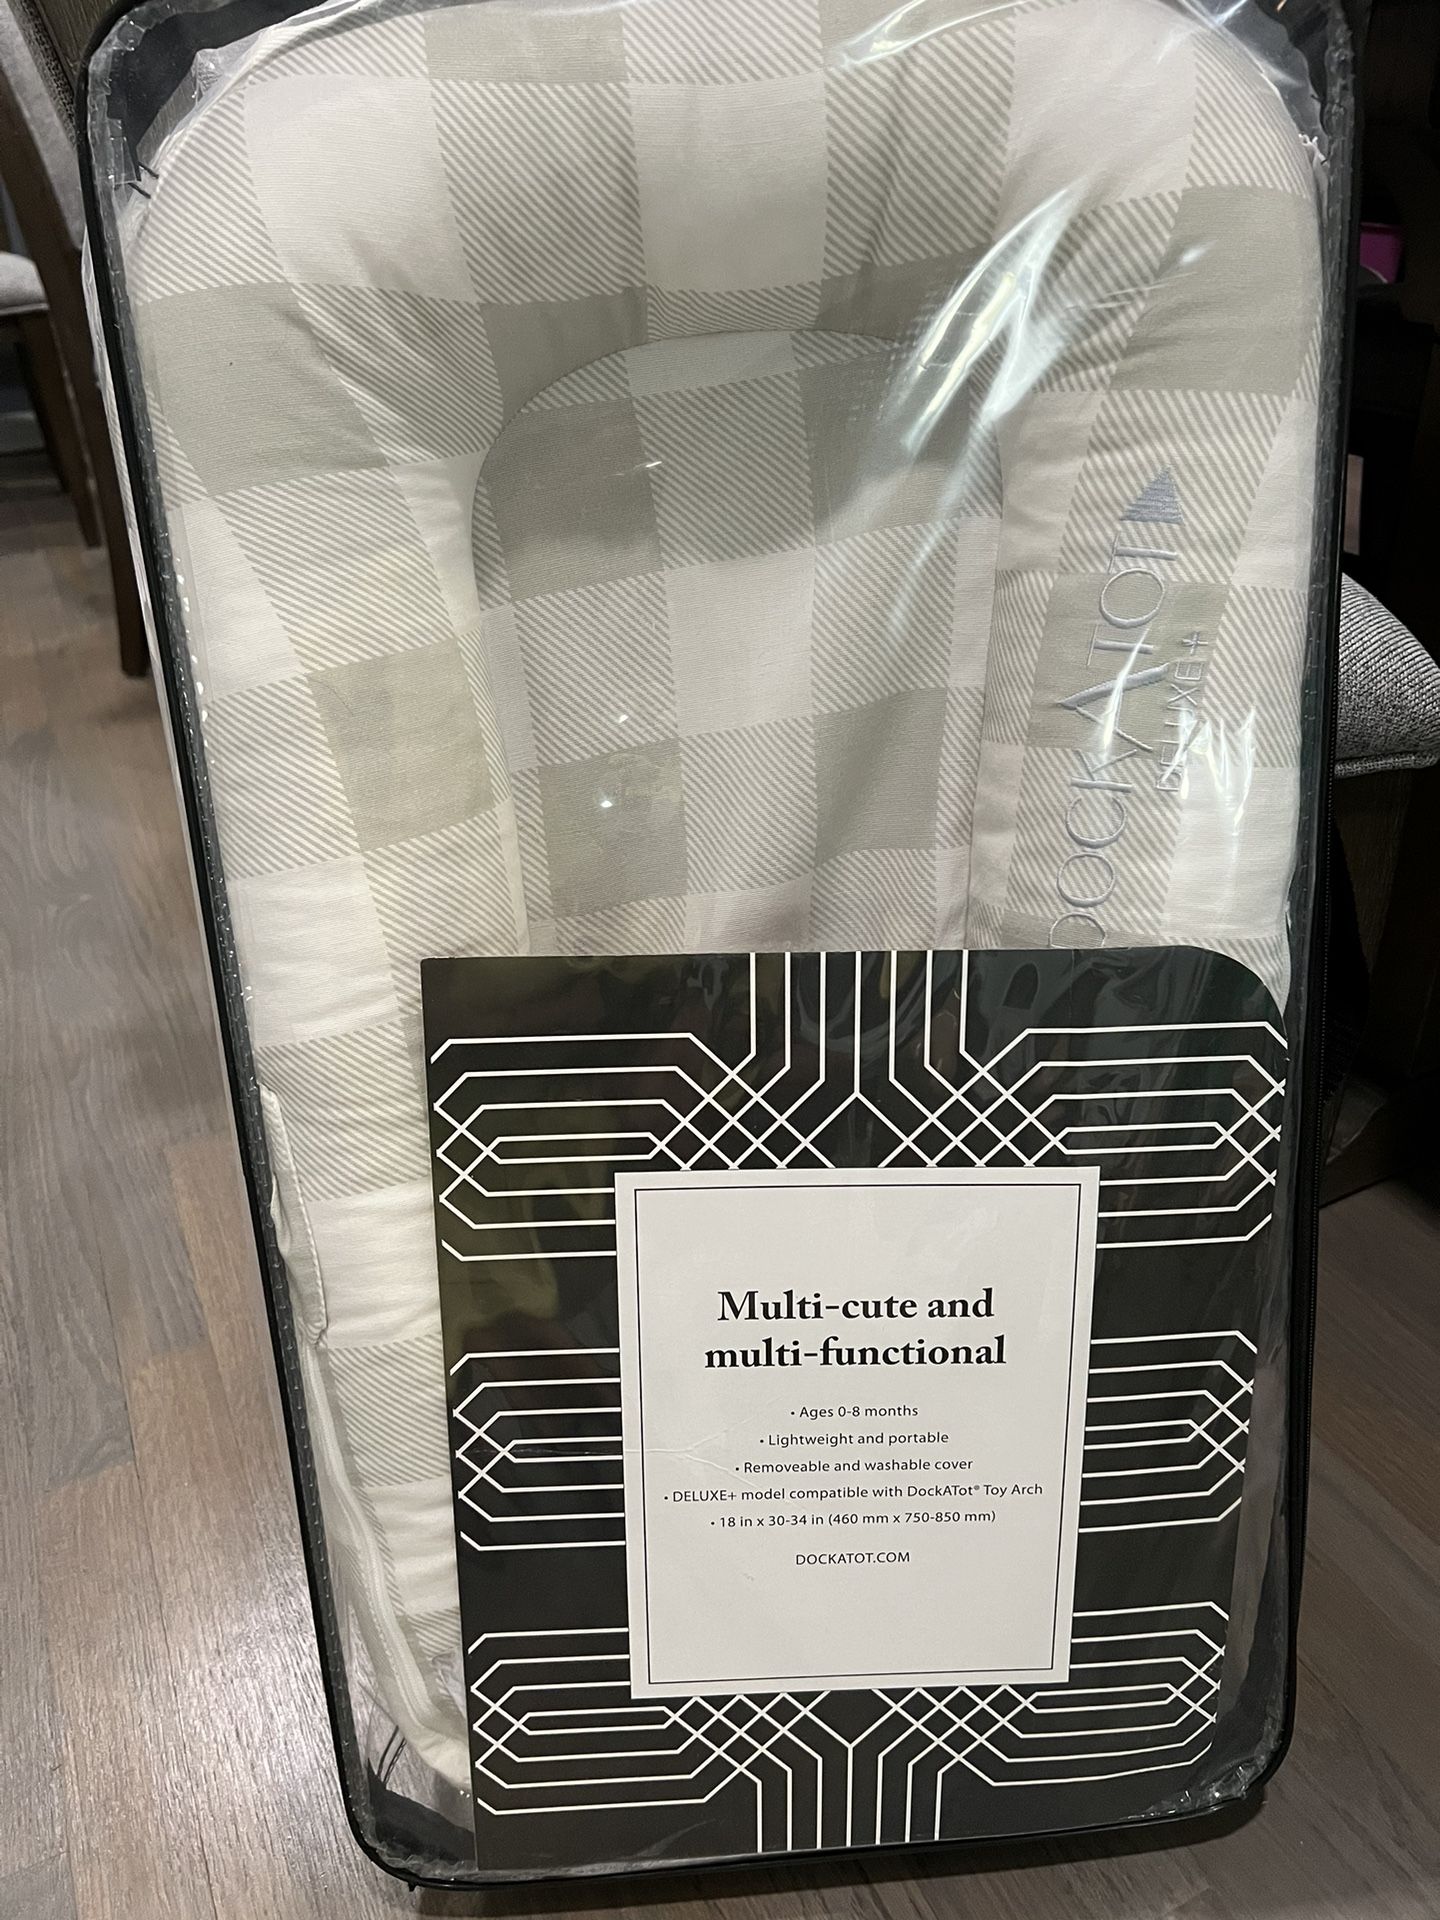 DOCKATOT
DELUXE+
Multi-cute and
multi-functional
• Ages 0-8 months
• Lightweight and portable
• Removeable and washable cover
• DELUXE+ model compatible with DockATot® Toy Arch
• 18 in x 30-34 in (460 mm x 750-850 mm)
DOCKATOT.COM